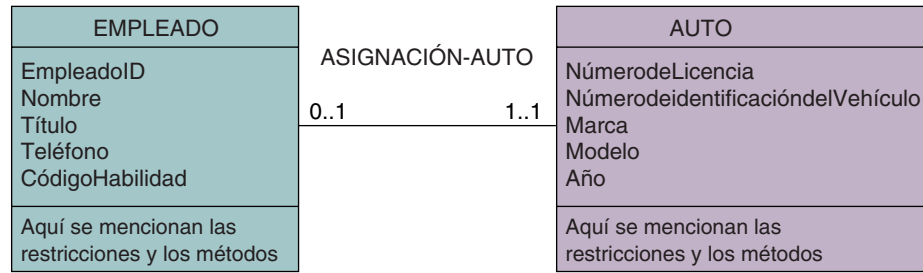 EMPLEADO
EmpleadoID
Nombre
Título
Teléfono
CódigoHabilidad
Aquí se mencionan las
restricciones y los métodos
ASIGNACIÓN-AUTO
0..1
1..1
AUTO
NúmerodeLicencia
NúmerodeidentificacióndelVehículo
Marca
Modelo
Año
Aquí se mencionan las
restricciones y los métodos